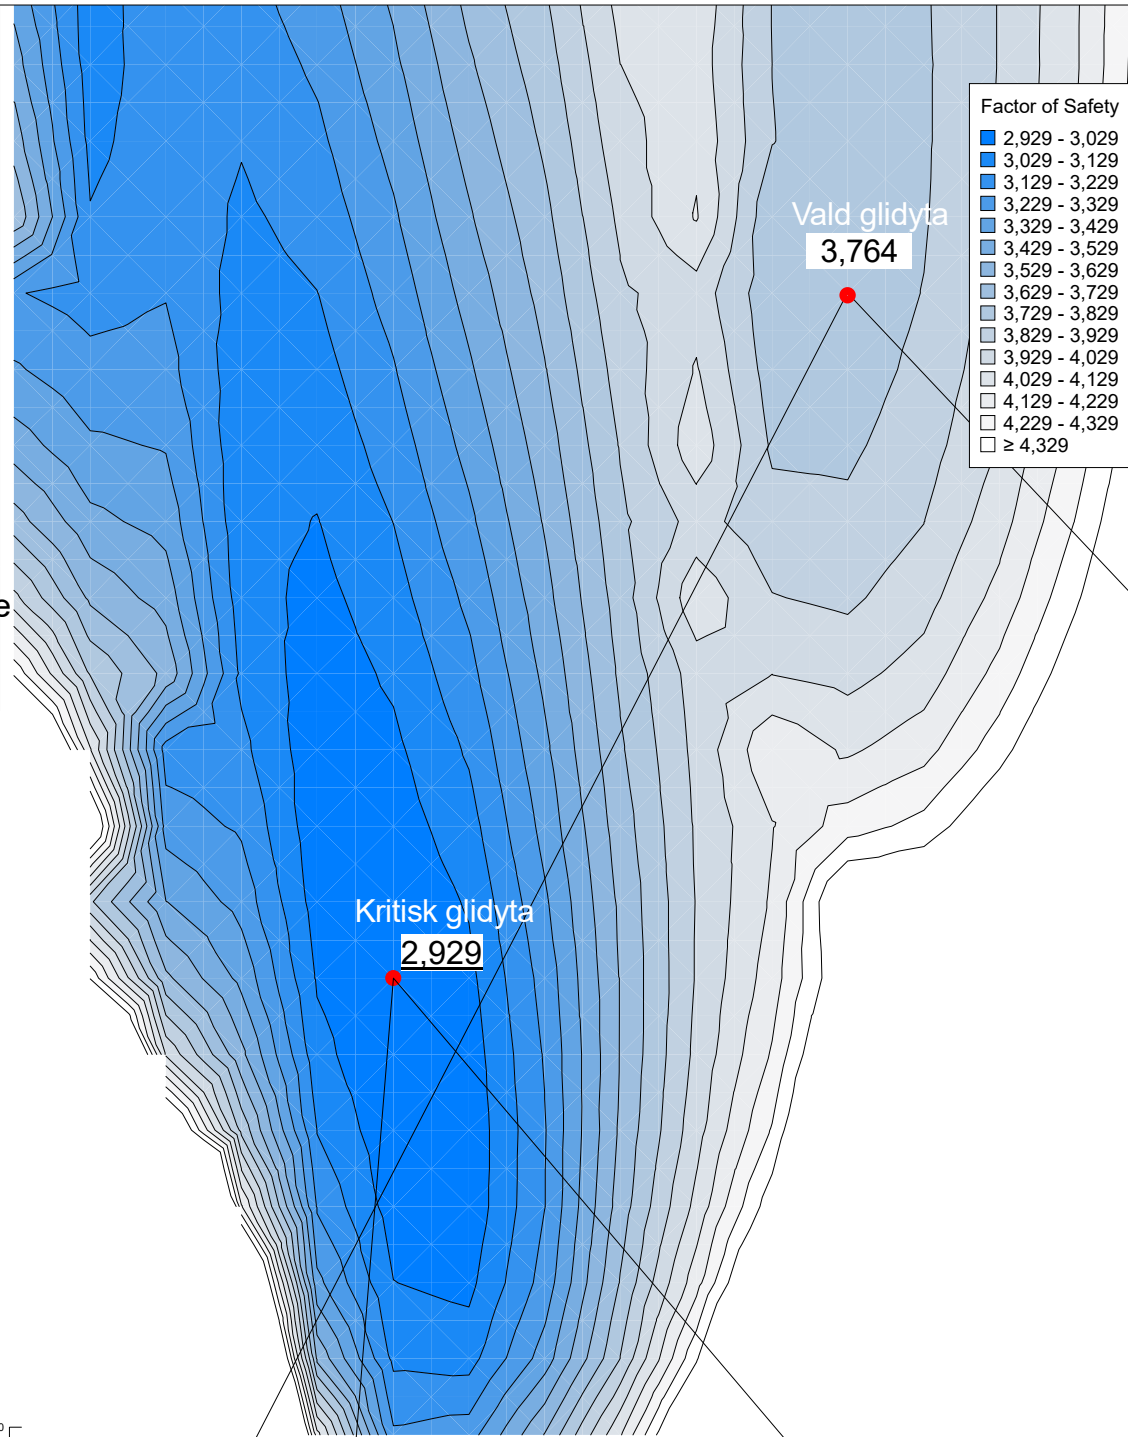 Factor of Safety
2,929 - 3,029
3,029 - 3,129
3,129 - 3,229
3,229 - 3,329
3,329 - 3,429
3,429 - 3,529
3,529 - 3,629
3,629 - 3,729
3,729 - 3,829
3,829 - 3,929
3,929 - 4,029
4,029 - 4,129
4,129 - 4,229
4,229 - 4,329
≥ 4,329
Vald glidyta
3,764
e
Kritisk glidyta
2,929